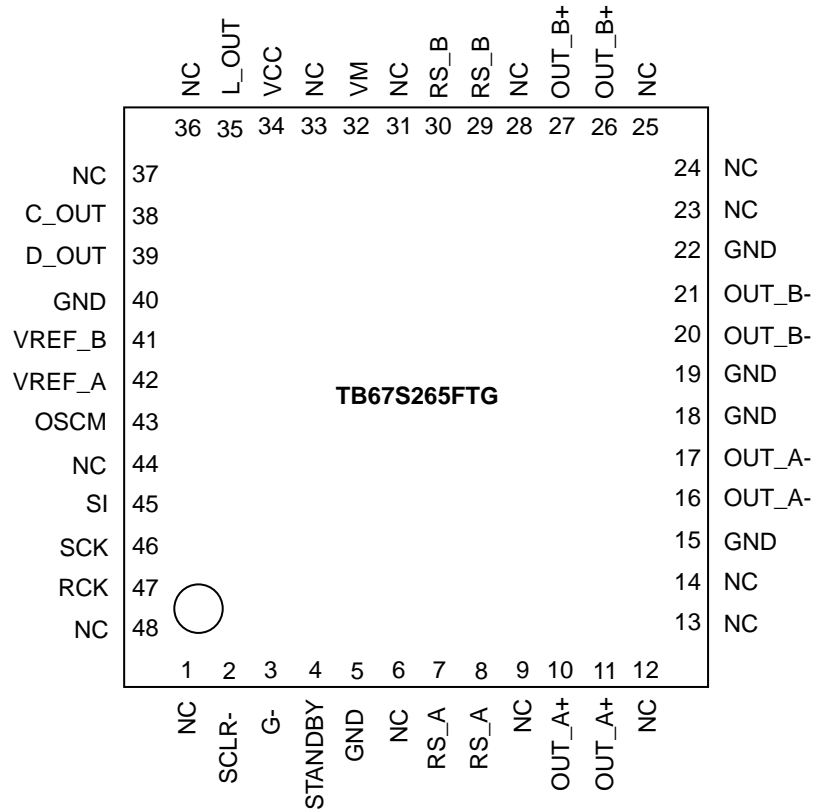 NC
L_OUT
VCC
NC
VM
NC
RS_B
RS_B
NC
OUT_B+
OUT_B+
NC
36 35 34 33 32 31 30 29 28 27 26 25
NC 37
C_OUT 38
D_OUT 39
GND 40
VREF_B 41
VREF_A 42
OSCM 43
NC 44
SI 45
SCK 46
RCK 47
NC 48
TB67S265FTG
24 NC
23 NC
22 GND
21 OUT_B-
20 OUT_B-
19 GND
18 GND
17 OUT_A-
16 OUT_A-
15 GND
14 NC
13 NC
1 2 3 4 5 6 7 8 9 10 11 12
NC
SCLR-
G-
STANDBY
GND
NC
RS_A
RS_A
NC
OUT_A+
OUT_A+
NC